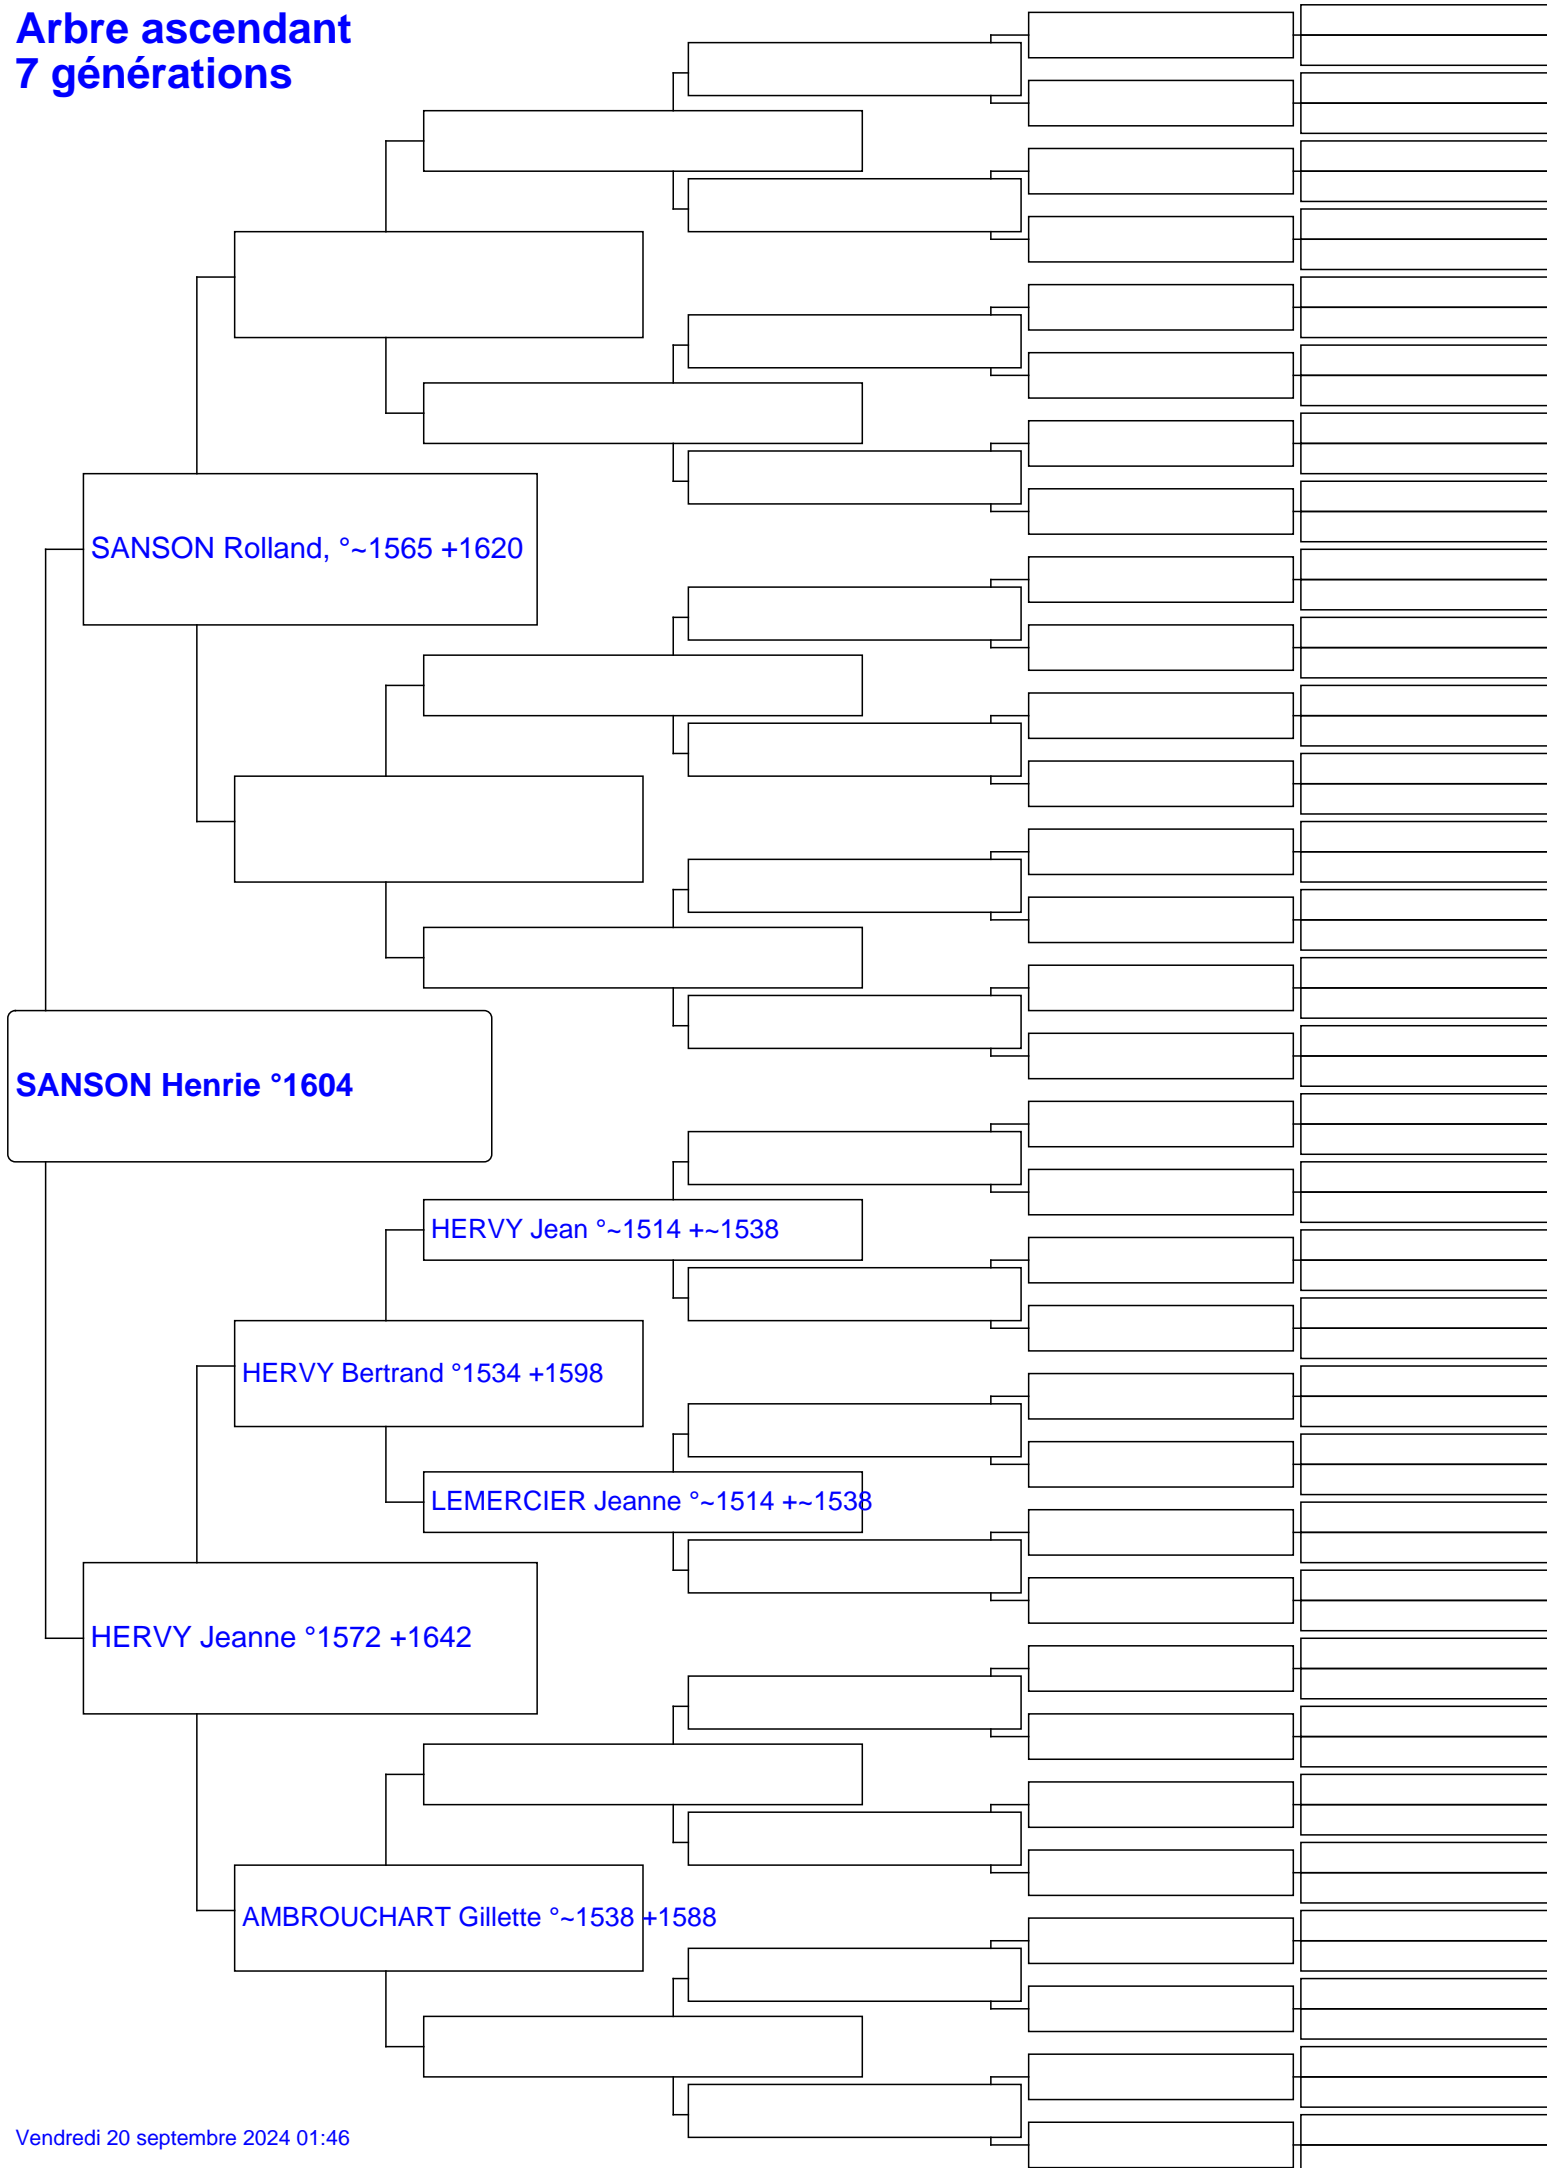 Arbre ascendant
7 générations
SANSON Rolland, °~1565 +1620
SANSON Henrie °1604
HERVY Jean °~1514 +~1538
HERVY Bertrand °1534 +1598
LEMERCIER Jeanne °~1514 +~1538
HERVY Jeanne °1572 +1642
AMBROUCHART Gillette °~1538 +1588
Vendredi 20 septembre 2024 01:46